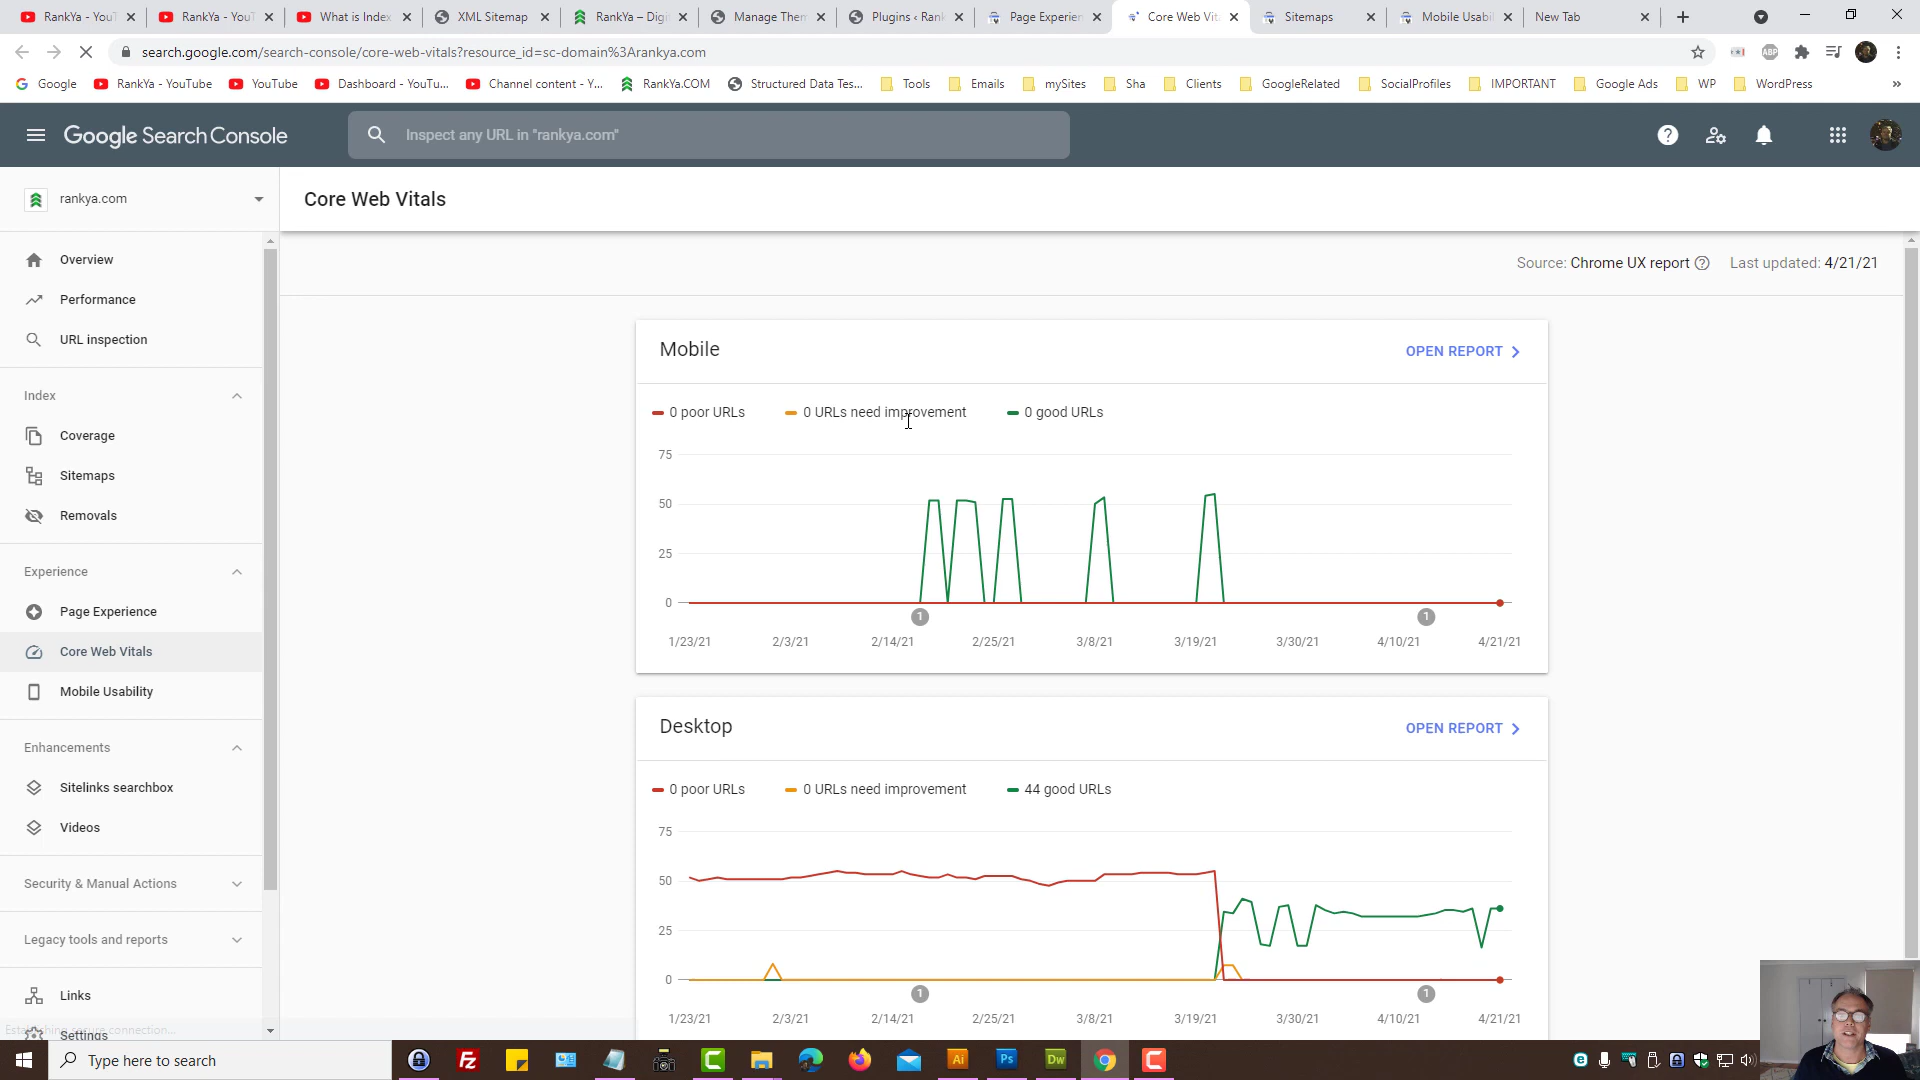 RankYa - YouT
RankYa - YouT
What is Index
XML Sitemap
RankYa – Digi
Manage Them
Plugins ‹ Rank
Page Experien
Core Web Vita
Sitemaps
Mobile Usabil
New Tab
search.google.com/search-console/core-web-vitals?resource_id=sc-domain%3Arankya.com
ABP
Google
RankYa - YouTube
YouTube
Dashboard - YouTu...
Channel content - Y...
RankYa.COM
Structured Data Tes...
Tools
Emails
mySites
Sha
Clients
GoogleRelated
SocialProfiles
IMPORTANT
Google Ads
WP
WordPress
»
Google Search Console
Inspect any URL in "rankya.com"
rankya.com
Core Web Vitals
Overview
Performance
URL inspection
Index
Coverage
Sitemaps
Removals
Experience
Page Experience
Core Web Vitals
Mobile Usability
Enhancements
Sitelinks searchbox
Videos
Security & Manual Actions
Legacy tools and reports
Links
Settings
Establishing secure connection...
Source: Chrome UX report
Last updated: 4/21/21
Mobile
OPEN REPORT
0 poor URLs
0 URLs need improvement
0 good URLs
75
50
25
0
1
1
1/23/21
2/3/21
2/14/21
2/25/21
3/8/21
3/19/21
3/30/21
4/10/21
4/21/21
Desktop
OPEN REPORT
0 poor URLs
0 URLs need improvement
44 good URLs
75
50
25
0
1
1
1/23/21
2/3/21
2/14/21
2/25/21
3/8/21
3/19/21
3/30/21
4/10/21
4/21/21
Type here to search
Fz
Ai
Ps
Dw